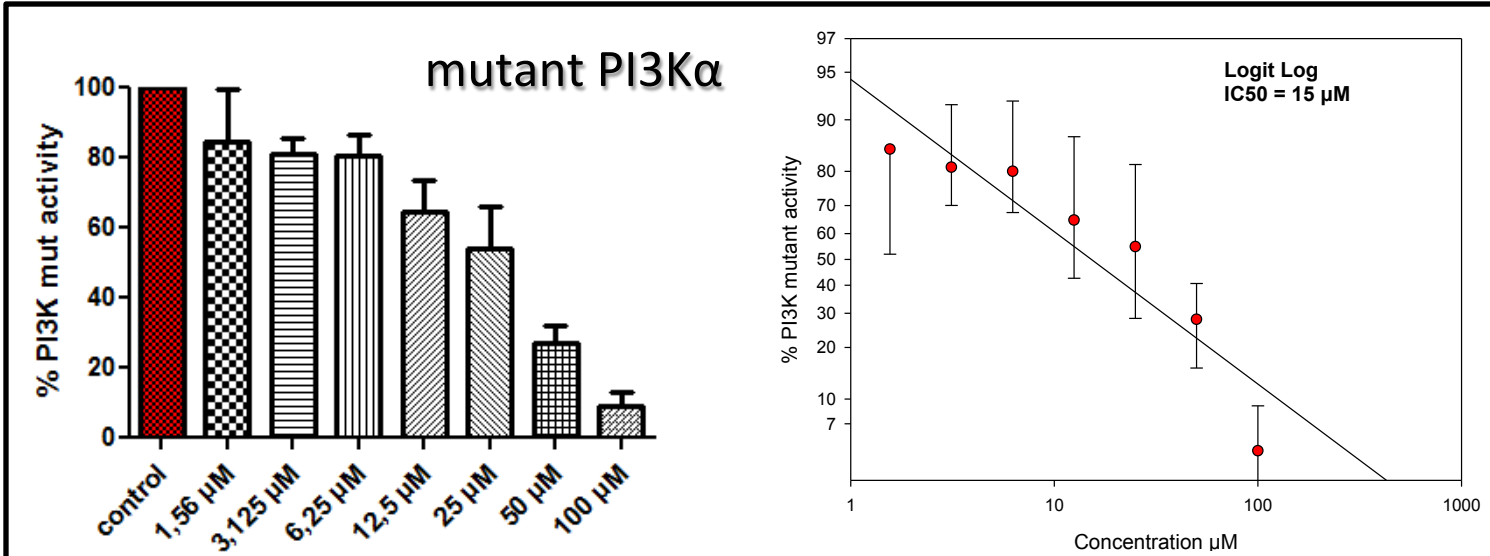 mutant PI3Kα
% PI3K mut activity
100
80
60
40
20
0
control
1,56 µM
3,125 µM
6,25 µM
12,5 µM
25 µM
50 µM
100 µM
Logit Log
IC50 = 15 µM
% PI3K mutant activity
97
95
90
80
70
60
50
40
30
20
10
7
1
10
100
1000
Concentration µM